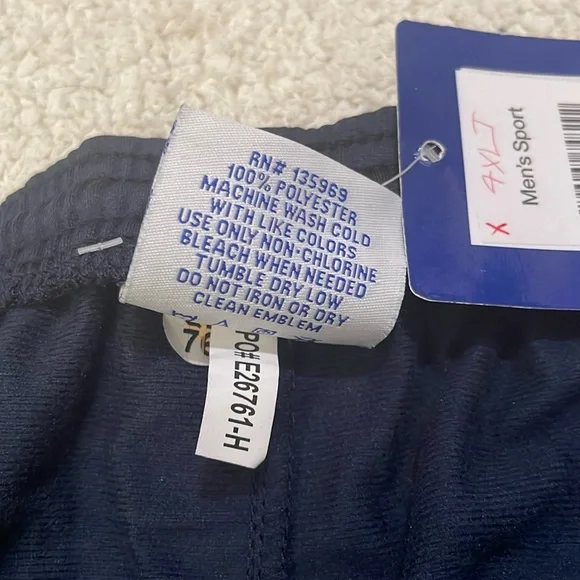 RN# 135969
100% POLYESTER
MACHINE WASH COLD
WITH LIKE COLORS
USE ONLY NON-CHLORINE
BLEACH WHEN NEEDED
TUMBLE DRY LOW
DO NOT IRON OR DRY
CLEAN EMBLEM
76
PO# E26761-H
X 4XLT
Men's Sport